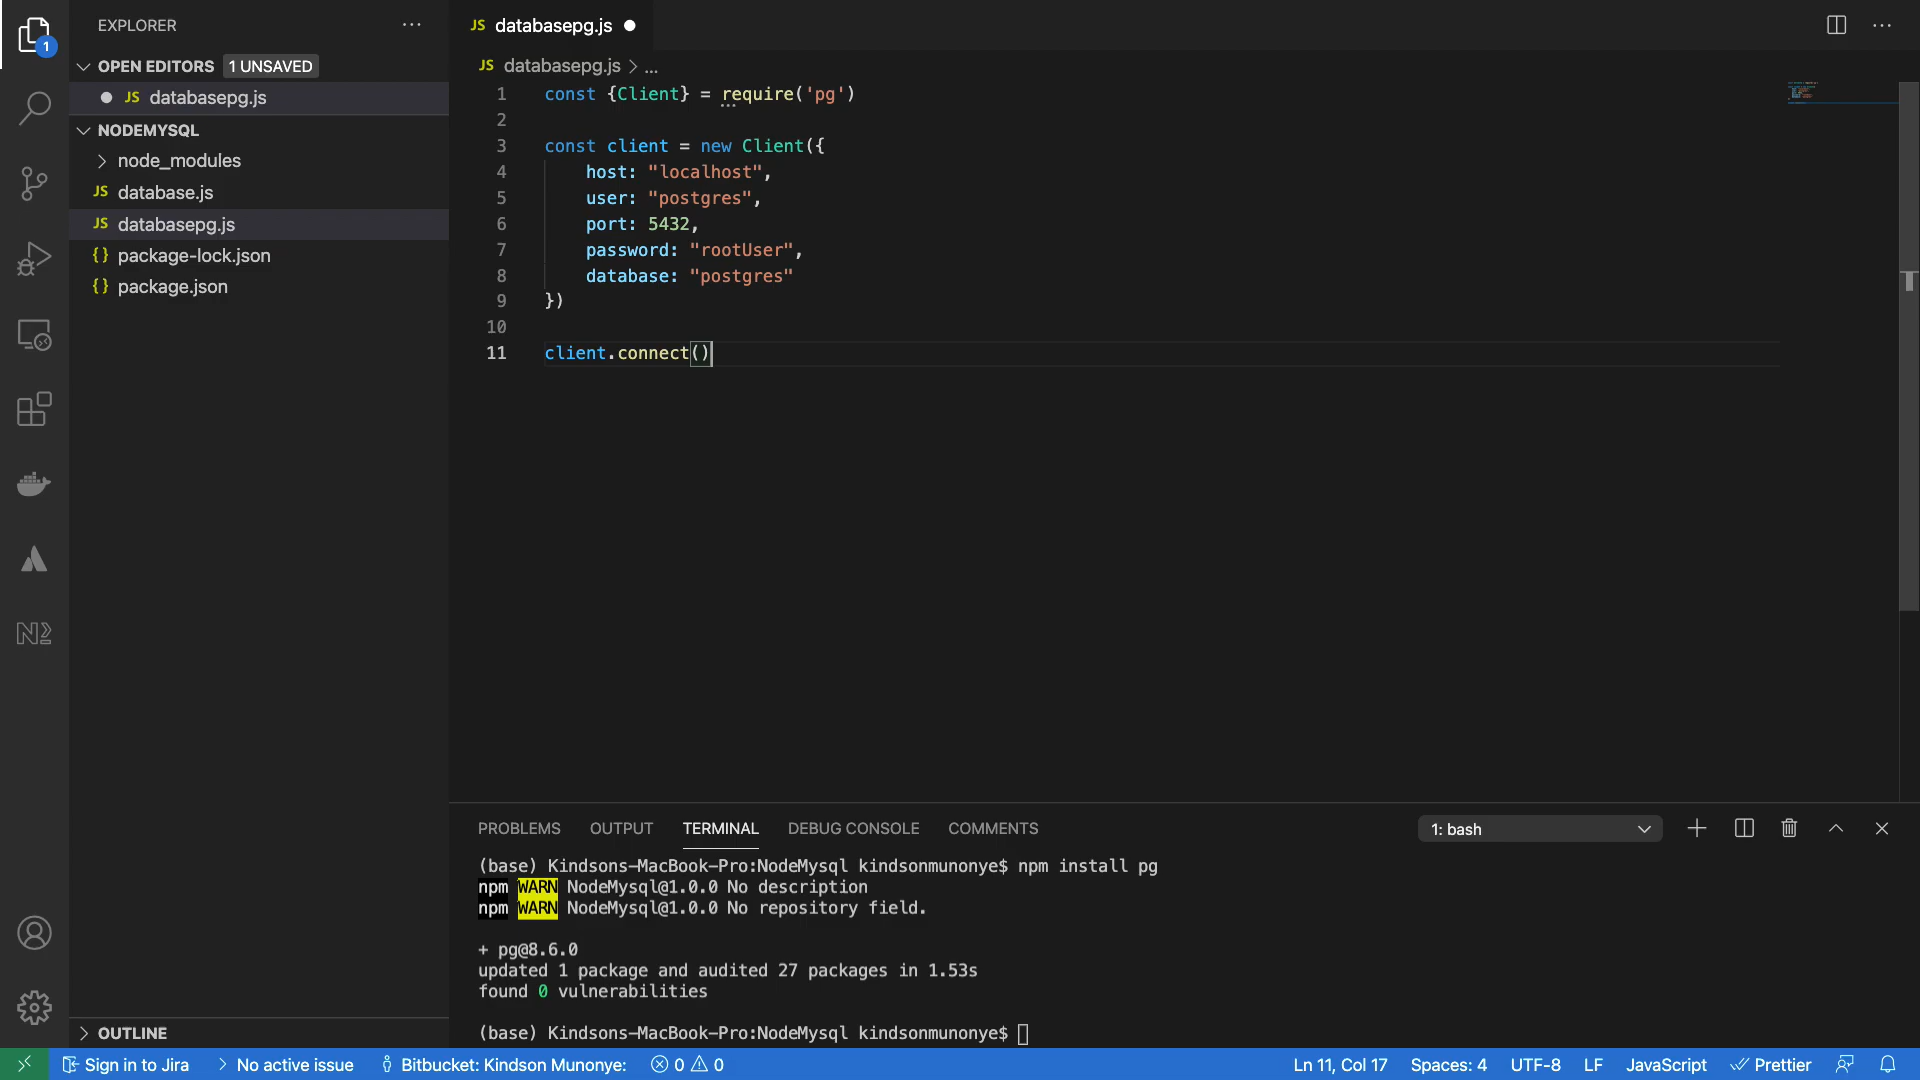 EXPLORER
1
OPEN EDITORS 1 UNSAVED
JS databasepg.js
NODEMYSQL
node_modules
JS database.js
JS databasepg.js
{} package-lock.json
{} package.json
OUTLINE
JS databasepg.js
JS databasepg.js > ...
1 const {Client} = require('pg')
2
3 const client = new Client({
4 host: "localhost",
5 user: "postgres",
6 port: 5432,
7 password: "rootUser",
8 database: "postgres"
9 })
10
11 client.connect()
PROBLEMS OUTPUT TERMINAL DEBUG CONSOLE COMMENTS 1: bash
(base) Kindsons-MacBook-Pro:NodeMysql kindsonmunonye$ npm install pg
npm WARN NodeMysql@1.0.0 No description
npm WARN NodeMysql@1.0.0 No repository field.
+ pg@8.6.0
updated 1 package and audited 27 packages in 1.53s
found 0 vulnerabilities
(base) Kindsons-MacBook-Pro:NodeMysql kindsonmunonye$
Sign in to Jira > No active issue Bitbucket: Kindson Munonye: 0 0 Ln 11, Col 17 Spaces: 4 UTF-8 LF JavaScript Prettier